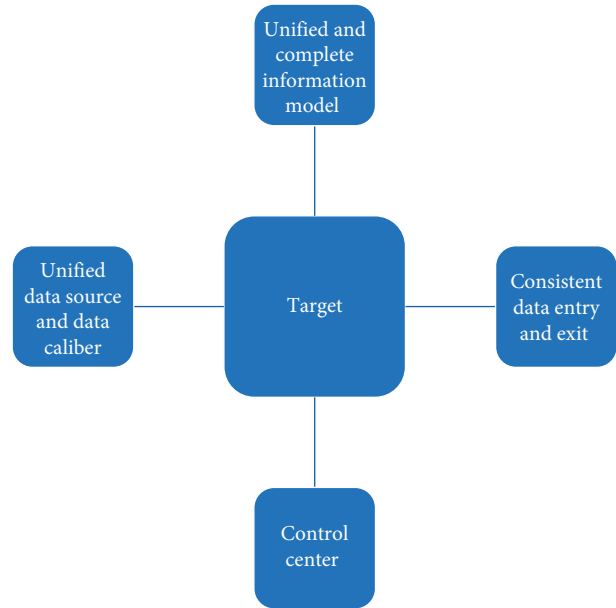 Unified and
complete
information
model
Unified
data source
and data
caliber
Target
Consistent
data entry
and exit
Control
center